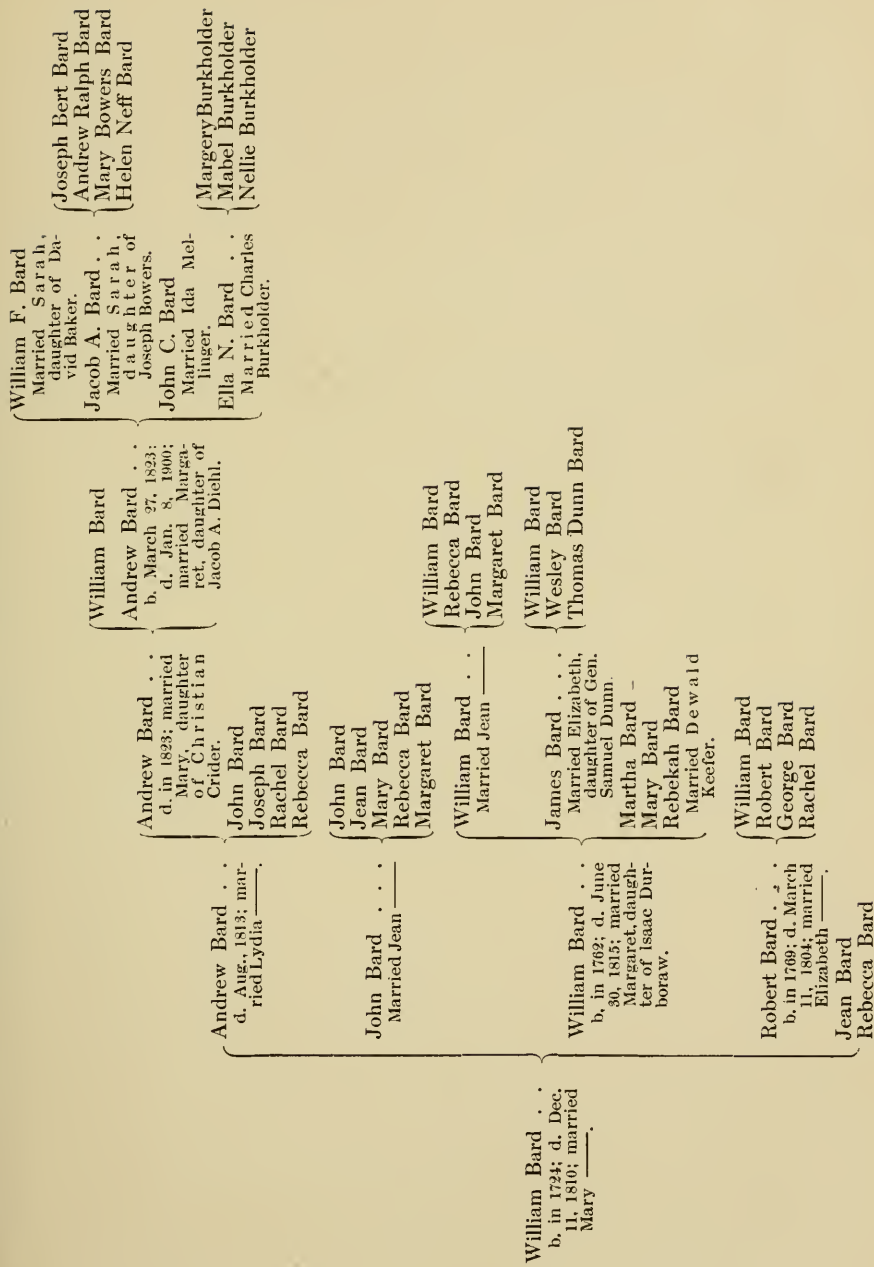 William Bard . .
b. in 1724; d. Dec.
11, 1810; married
Mary ——.
Andrew Bard . .
d. Aug., 1813; mar-
ried Lydia ——.
John Bard . . .
Married Jean ——
William Bard . .
b. in 1762; d. June
30, 1815; married
Margaret, daugh-
ter of Isaac Dur-
boraw.
Robert Bard . .
b. in 1769; d. March
11, 1804; married
Elizabeth ——.
Jean Bard
Rebecca Bard
Andrew Bard . .
d. in 1823; married
Mary, daughter
of Christian
Crider.
John Bard
Joseph Bard
Rachel Bard
Rebecca Bard
John Bard
Jean Bard
Mary Bard
Rebecca Bard
Margaret Bard
William Bard . .
Married Jean ——
James Bard . . .
Married Elizabeth,
daughter of Gen.
Samuel Dunn.
Martha Bard –
Mary Bard
Rebekah Bard
Married Dewald
Keefer.
William Bard
Robert Bard
George Bard
Rachel Bard
William Bard
Andrew Bard . .
b. March 27, 1823;
d. Jan. 8, 1900;
married Marga-
ret, daughter of
Jacob A. Diehl.
William Bard
Rebecca Bard
John Bard
Margaret Bard
William Bard
Wesley Bard
Thomas Dunn Bard
William F. Bard
Married Sarah,
daughter of Da-
vid Baker.
Jacob A. Bard . .
Married Sarah,
daughter of
Joseph Bowers.
John C. Bard
Married Ida Mel-
linger.
Ella N. Bard . .
Married Charles
Burkholder.
Joseph Bert Bard
Andrew Ralph Bard
Mary Bowers Bard
Helen Neff Bard
Margery Burkholder
Mabel Burkholder
Nellie Burkholder